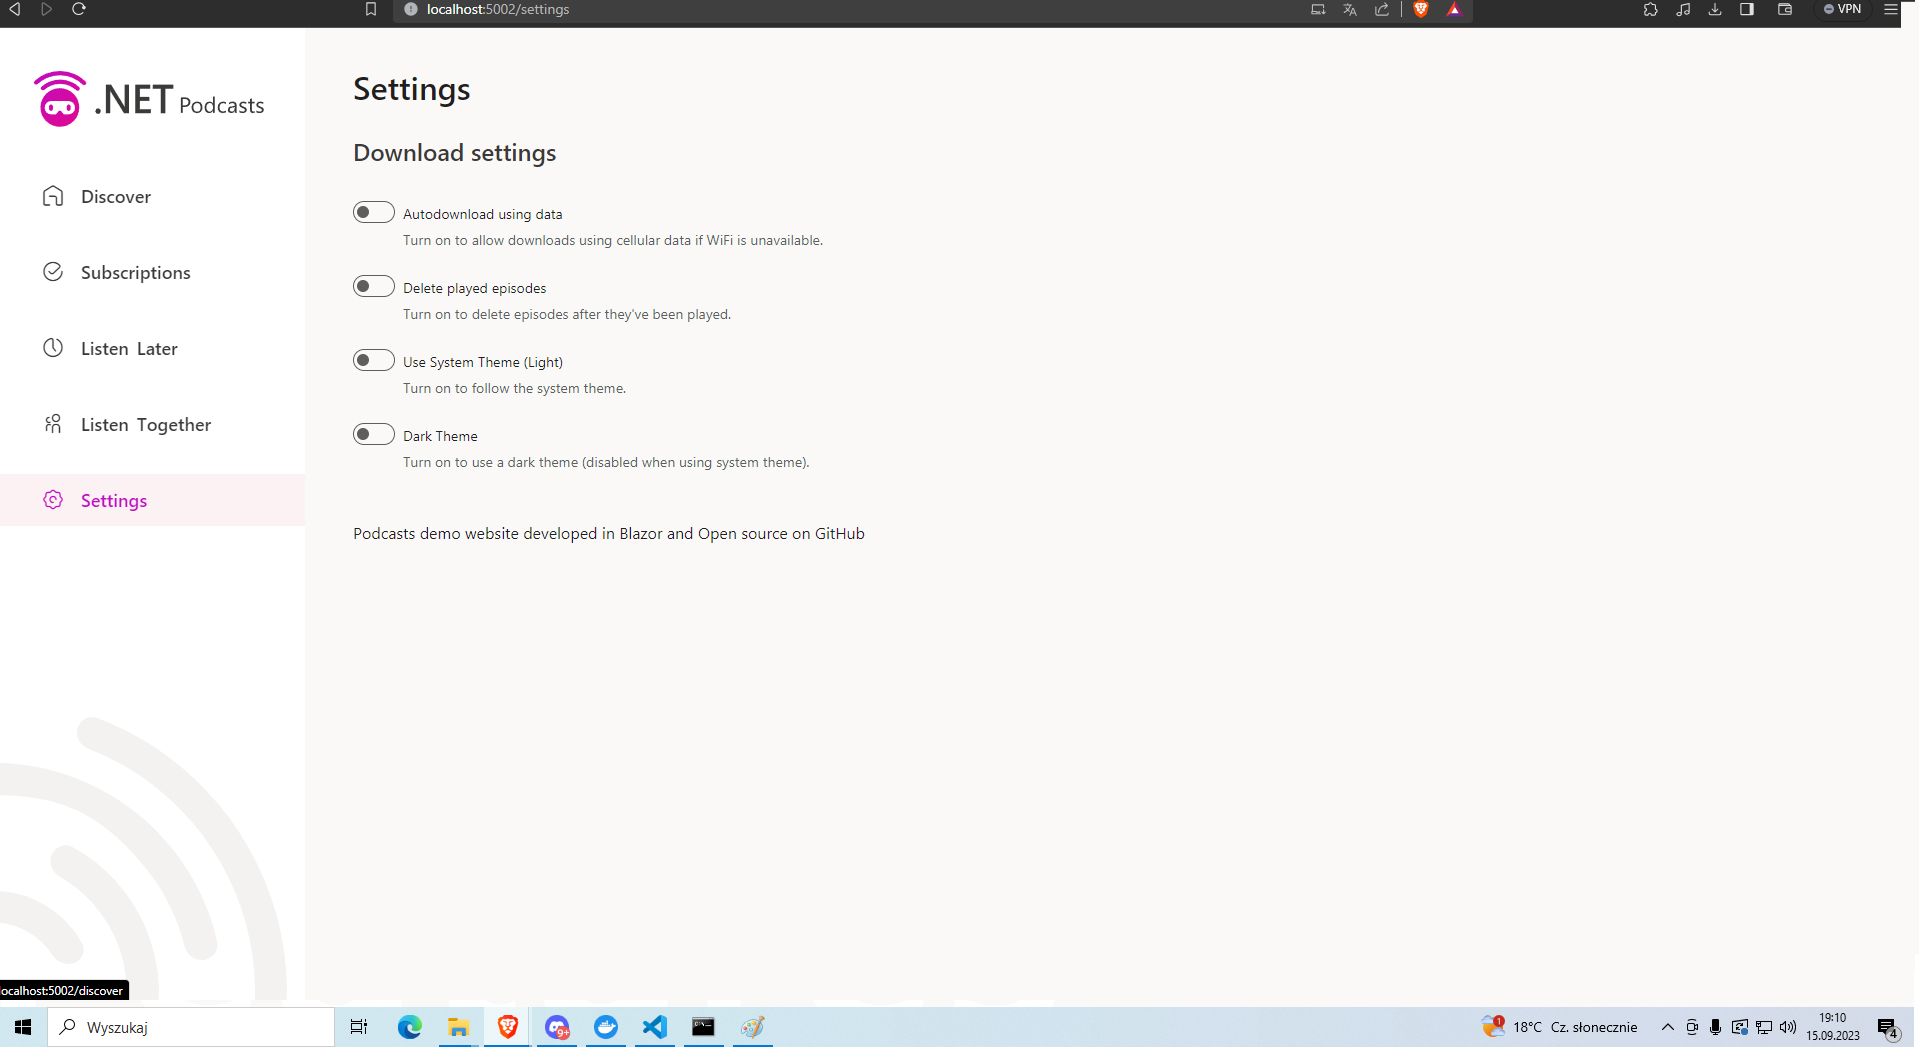 localhost:5002/settings
VPN
.NET Podcasts
Discover
Subscriptions
Listen Later
Listen Together
Settings
Settings
Download settings
Autodownload using data
Turn on to allow downloads using cellular data if WiFi is unavailable.
Delete played episodes
Turn on to delete episodes after they've been played.
Use System Theme (Light)
Turn on to follow the system theme.
Dark Theme
Turn on to use a dark theme (disabled when using system theme).
Podcasts demo website developed in Blazor and Open source on GitHub
ocalhost:5002/discover
Wyszukaj
9+
1
18°C Cz. słonecznie
19:10
15.09.2023
4